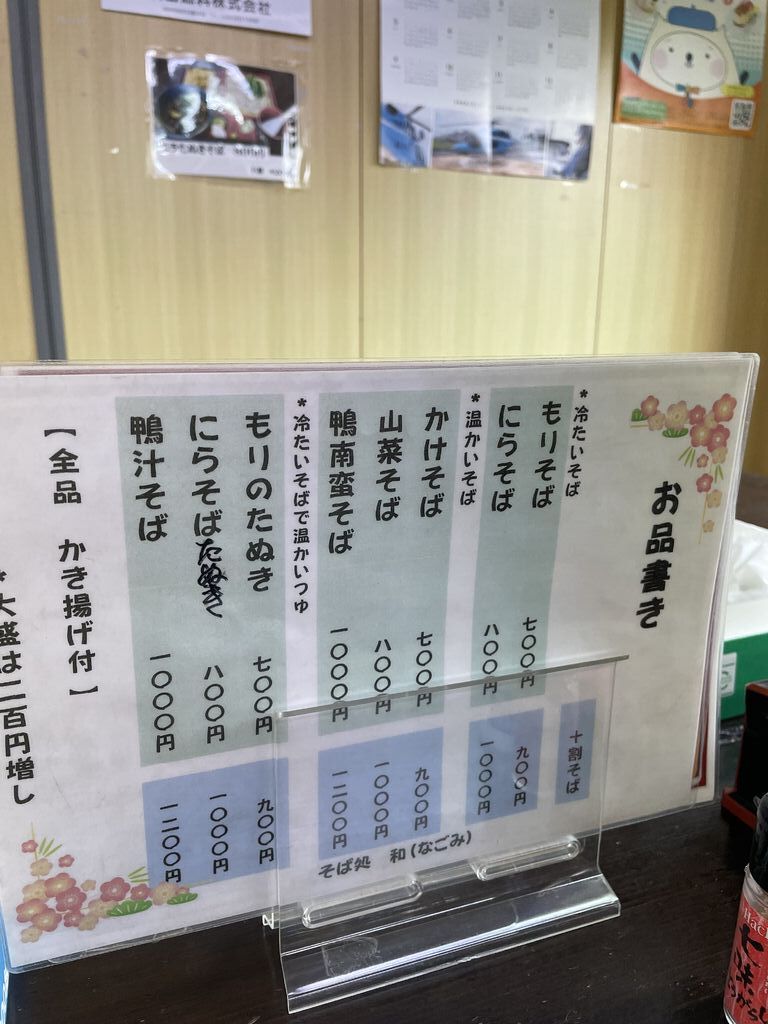 株式会社
お品書き
*冷たいそば
もりそば 七〇〇円 九〇〇円
にらそば 八〇〇円 一〇〇〇円
*温かいそば
かけそば 七〇〇円 九〇〇円
山菜そば 八〇〇円 一〇〇〇円
鴨南蛮そば 一〇〇〇円 一二〇〇円
*冷たいそばで温かいつゆ
もりのたぬき 七〇〇円 九〇〇円
にらそばたぬき 八〇〇円 一〇〇〇円
鴨汁そば 一〇〇〇円 一二〇〇円
【全品 かき揚げ付】
*大盛は二百円増し
十割そば
そば処 和(なごみ)
七味